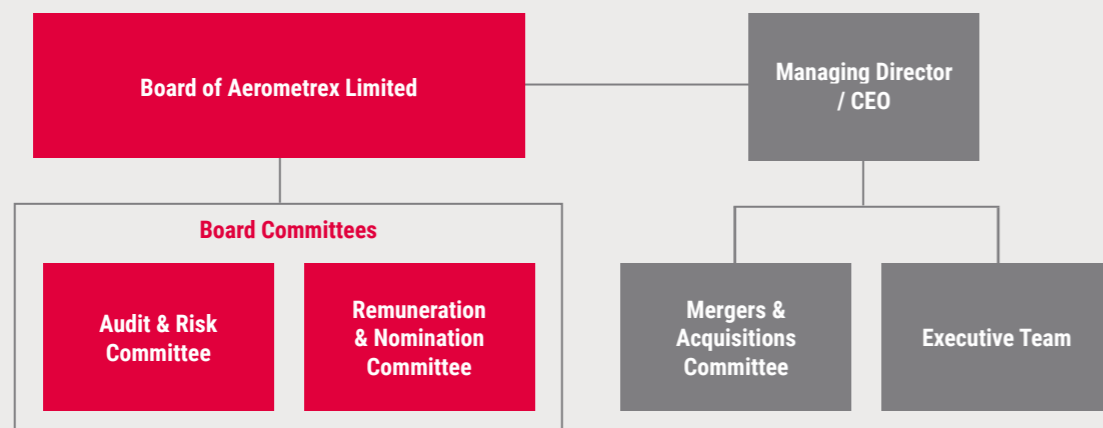 Board of Aerometrex Limited
Managing Director
/ CEO
Board Committees
Audit & Risk
Committee
Remuneration
& Nomination
Committee
Mergers &
Acquisitions
Committee
Executive Team